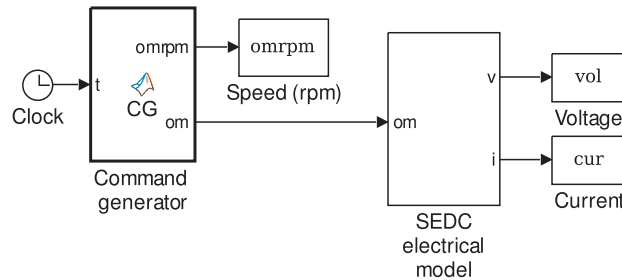 Clock
t
omrpm
CG
om
Command
generator
omrpm
Speed (rpm)
om
v
i
SEDC
electrical
model
vol
Voltage
cur
Current